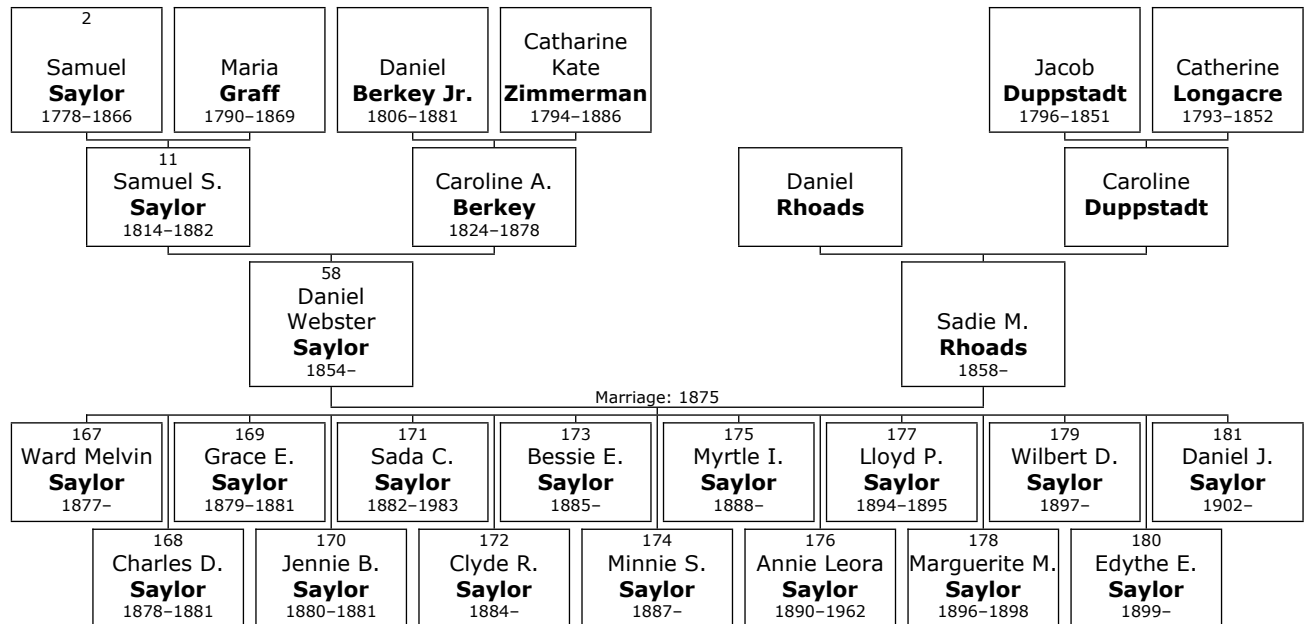 2
Samuel
Saylor
1778–1866
Maria
Graff
1790–1869
Daniel
Berkey Jr.
1806–1881
Catharine
Kate
Zimmerman
1794–1886
Jacob
Duppstadt
1796–1851
Catherine
Longacre
1793–1852
11
Samuel S.
Saylor
1814–1882
Caroline A.
Berkey
1824–1878
Daniel
Rhoads
Caroline
Duppstadt
58
Daniel
Webster
Saylor
1854–
Sadie M.
Rhoads
1858–
Marriage: 1875
167
Ward Melvin
Saylor
1877–
169
Grace E.
Saylor
1879–1881
171
Sada C.
Saylor
1882–1983
173
Bessie E.
Saylor
1885–
175
Myrtle I.
Saylor
1888–
177
Lloyd P.
Saylor
1894–1895
179
Wilbert D.
Saylor
1897–
181
Daniel J.
Saylor
1902–
168
Charles D.
Saylor
1878–1881
170
Jennie B.
Saylor
1880–1881
172
Clyde R.
Saylor
1884–
174
Minnie S.
Saylor
1887–
176
Annie Leora
Saylor
1890–1962
178
Marguerite M.
Saylor
1896–1898
180
Edythe E.
Saylor
1899–